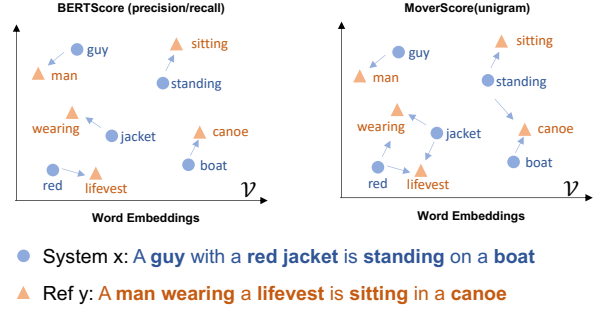 BERTScore (precision/recall)
guy
man
sitting
standing
wearing
jacket
canoe
boat
red
lifevest
𝒱
Word Embeddings
MoverScore(unigram)
sitting
guy
man
standing
wearing
jacket
canoe
boat
red
lifevest
𝒱
Word Embeddings
System x: A guy with a red jacket is standing on a boat
Ref y: A man wearing a lifevest is sitting in a canoe